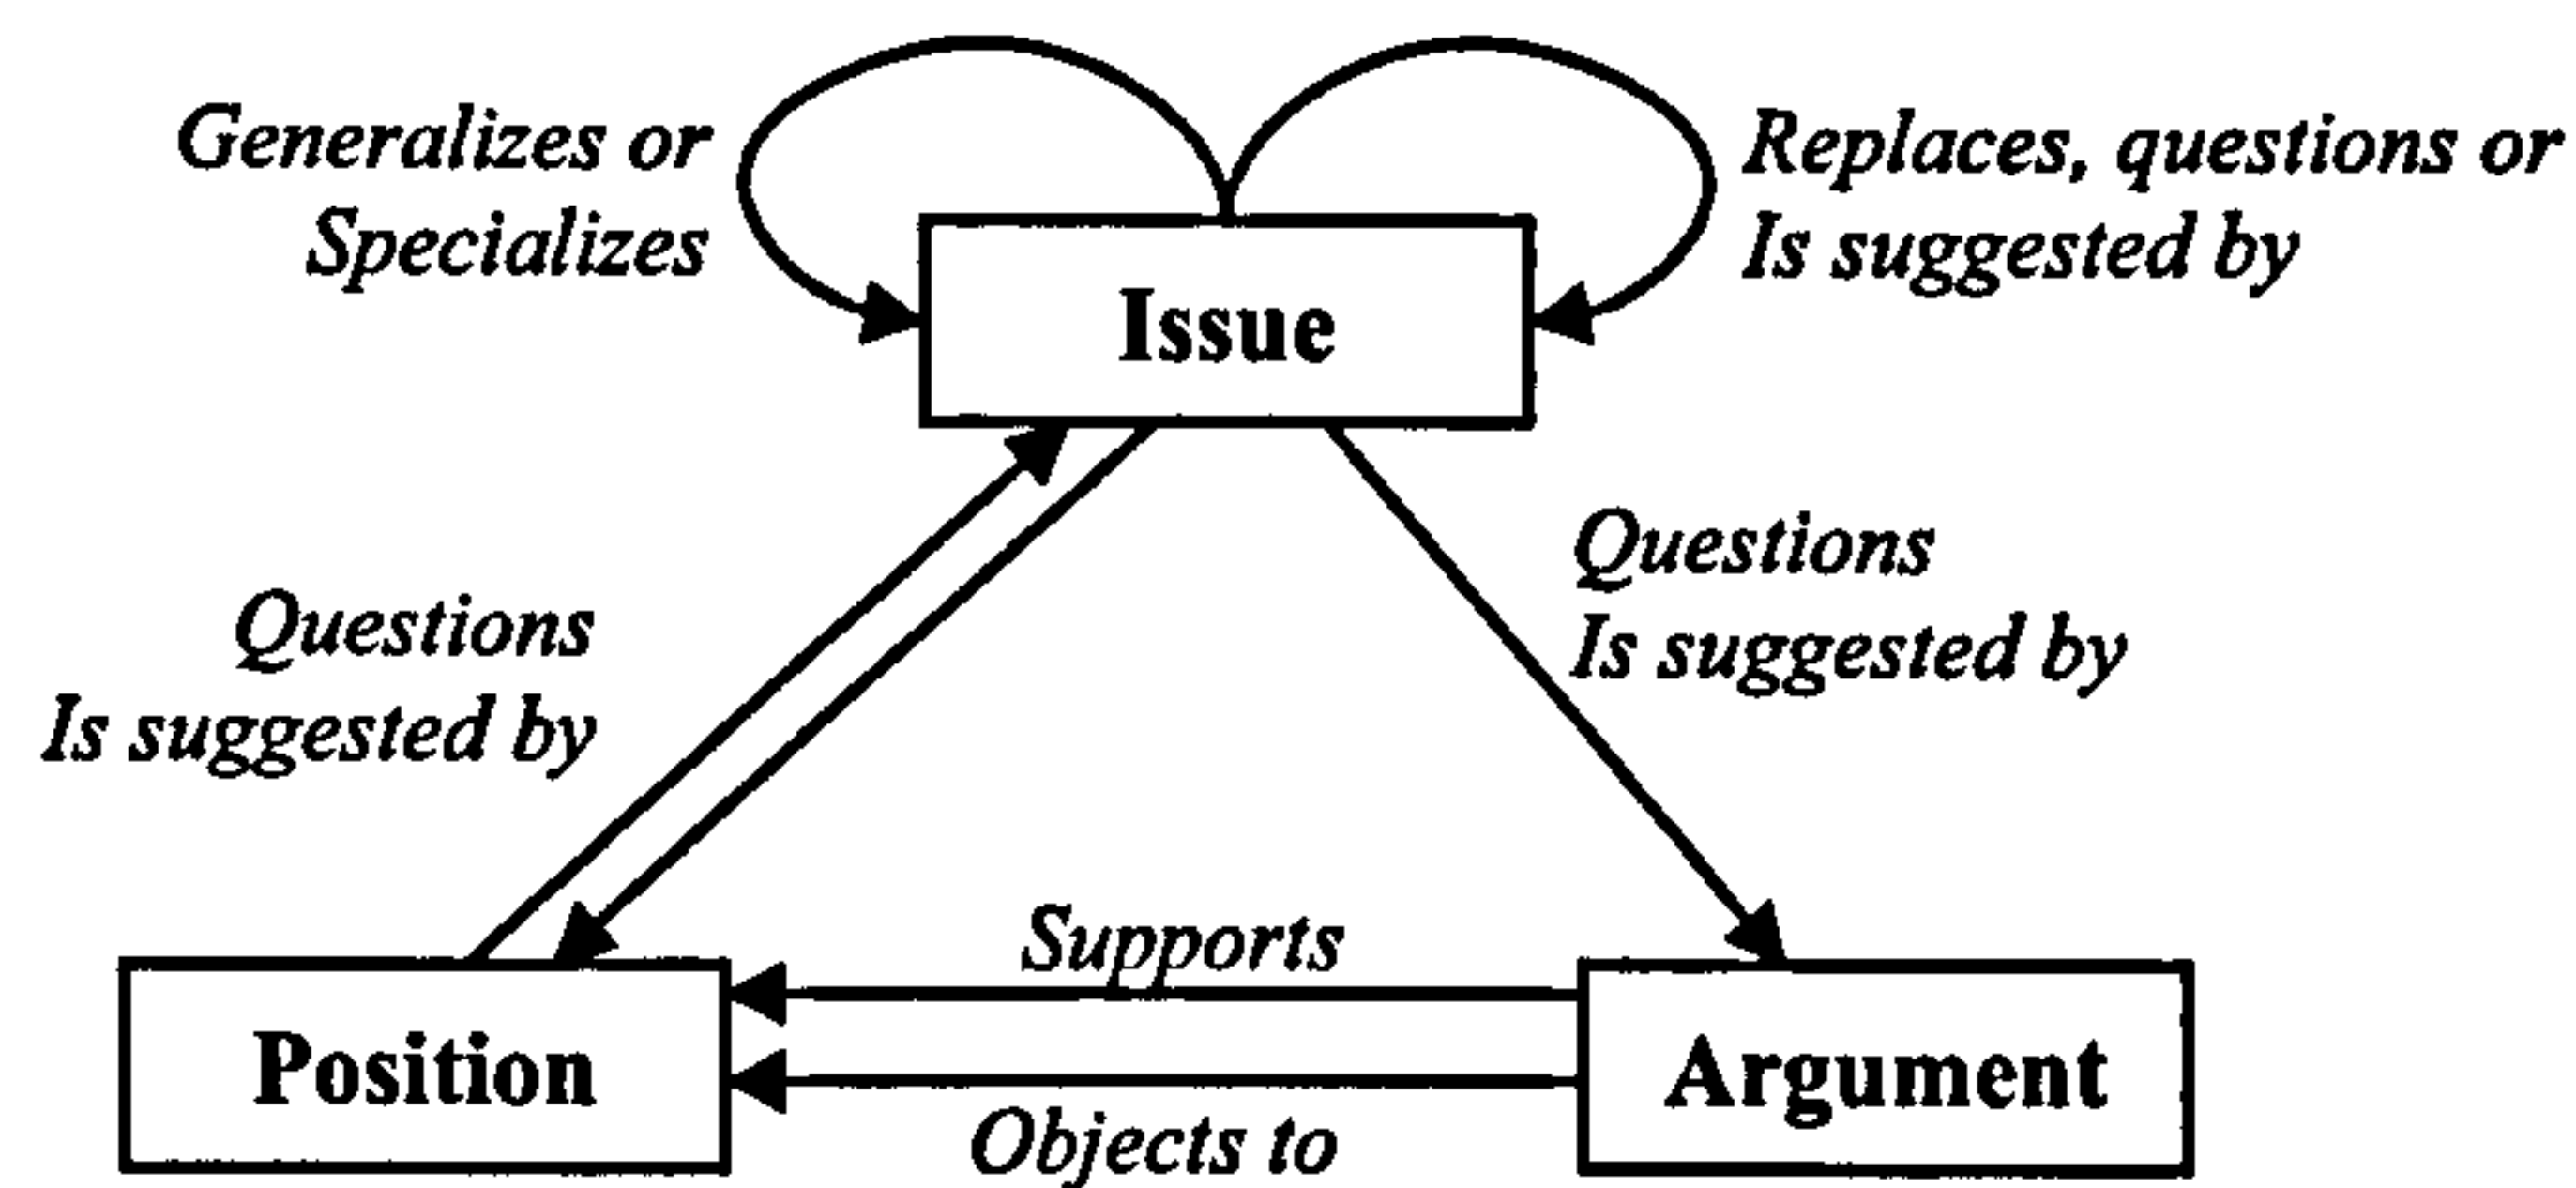 Generalizes or
Specializes
Replaces, questions or
Is suggested by
Issue
Questions
Is suggested by
Questions
Is suggested by
Supports
Position
Argument
Objects to